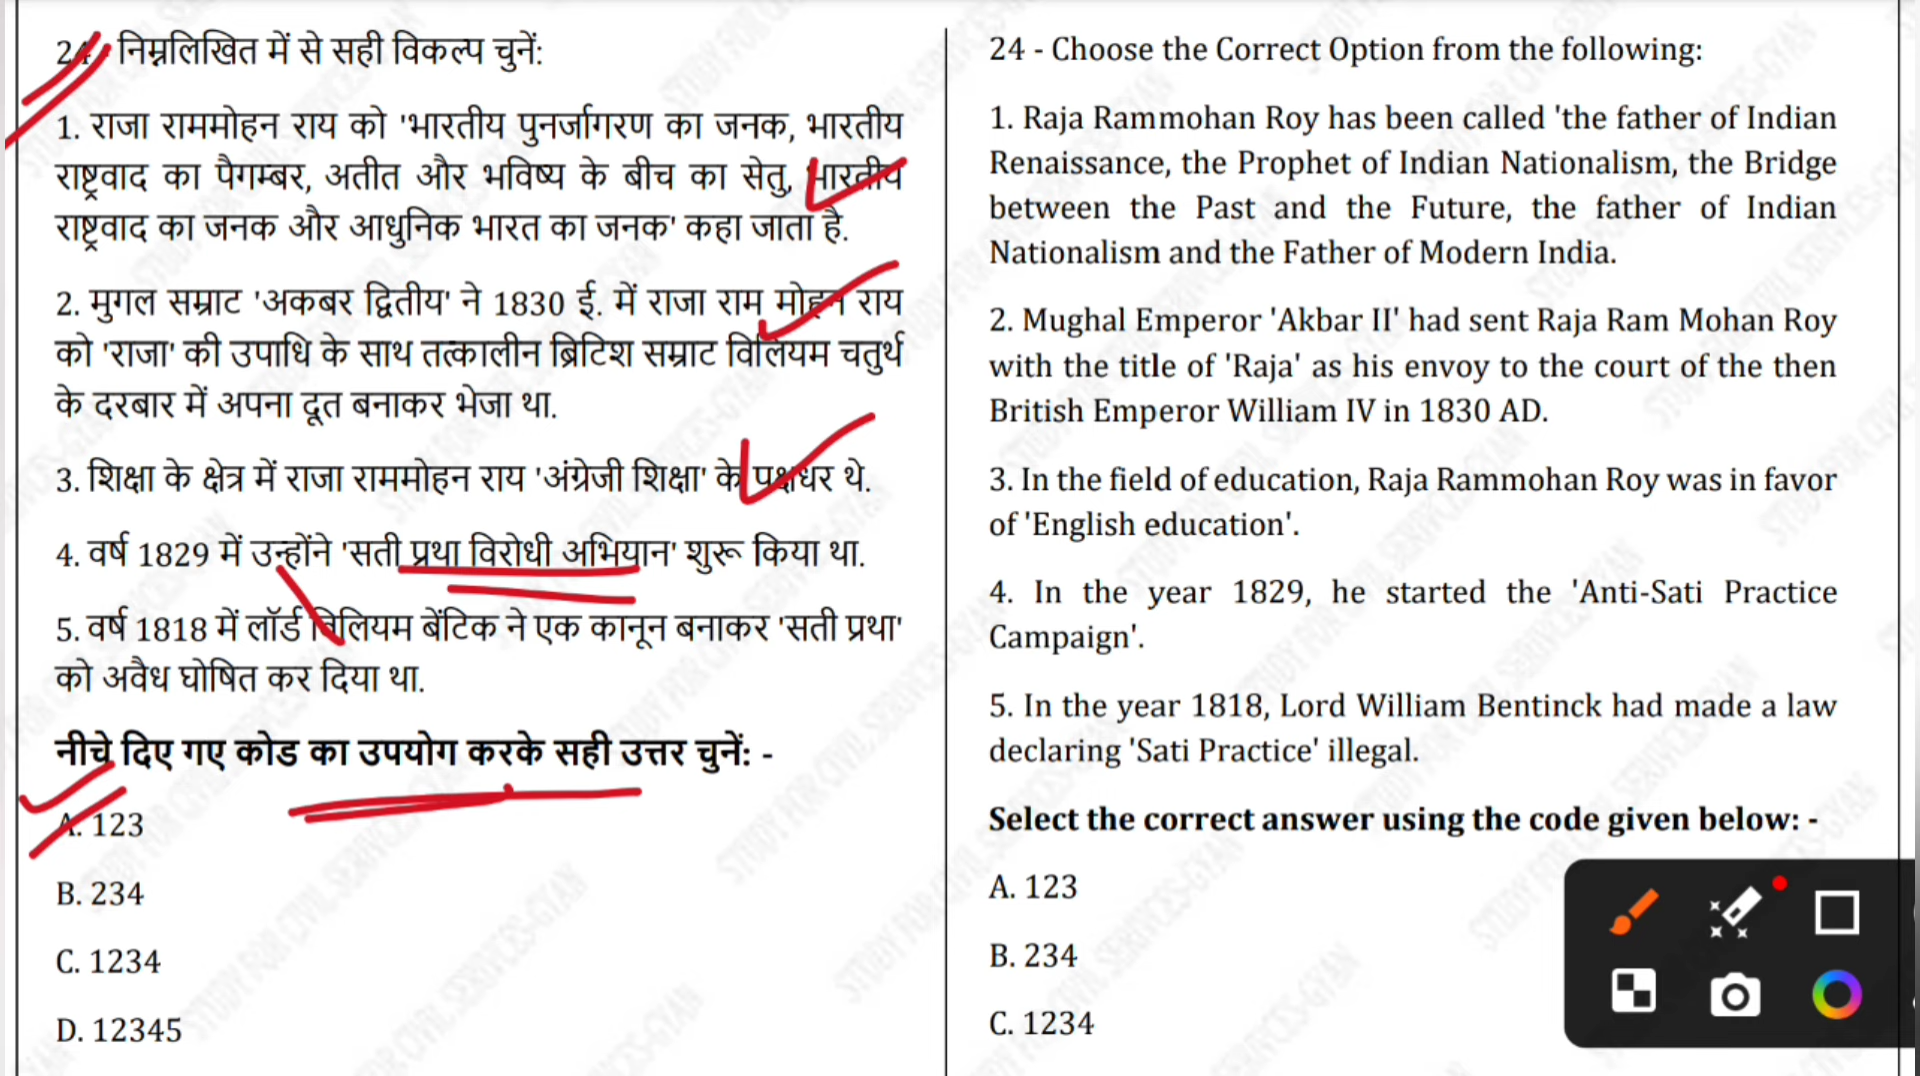 24. निम्नलिखित में से सही विकल्प चुनें:
1. राजा राममोहन राय को 'भारतीय पुनर्जागरण का जनक, भारतीय
राष्ट्रवाद का पैगम्बर, अतीत और भविष्य के बीच का सेतु, भारतीय
राष्ट्रवाद का जनक और आधुनिक भारत का जनक' कहा जाता है.
2. मुगल सम्राट 'अकबर द्वितीय' ने 1830 ई. में राजा राम मोहन राय
को 'राजा' की उपाधि के साथ तत्कालीन ब्रिटिश सम्राट विलियम चतुर्थ
के दरबार में अपना दूत बनाकर भेजा था.
3. शिक्षा के क्षेत्र में राजा राममोहन राय 'अंग्रेजी शिक्षा' के पक्षधर थे.
4. वर्ष 1829 में उन्होंने 'सती प्रथा विरोधी अभियान' शुरू किया था.
5. वर्ष 1818 में लॉर्ड विलियम बेंटिक ने एक कानून बनाकर 'सती प्रथा'
को अवैध घोषित कर दिया था.
नीचे दिए गए कोड का उपयोग करके सही उत्तर चुनें: -
A. 123
B. 234
C. 1234
D. 12345
24 - Choose the Correct Option from the following:
1. Raja Rammohan Roy has been called 'the father of Indian
Renaissance, the Prophet of Indian Nationalism, the Bridge
between the Past and the Future, the father of Indian
Nationalism and the Father of Modern India.
2. Mughal Emperor 'Akbar II' had sent Raja Ram Mohan Roy
with the title of 'Raja' as his envoy to the court of the then
British Emperor William IV in 1830 AD.
3. In the field of education, Raja Rammohan Roy was in favor
of 'English education'.
4. In the year 1829, he started the 'Anti-Sati Practice
Campaign'.
5. In the year 1818, Lord William Bentinck had made a law
declaring 'Sati Practice' illegal.
Select the correct answer using the code given below: -
A. 123
B. 234
C. 1234